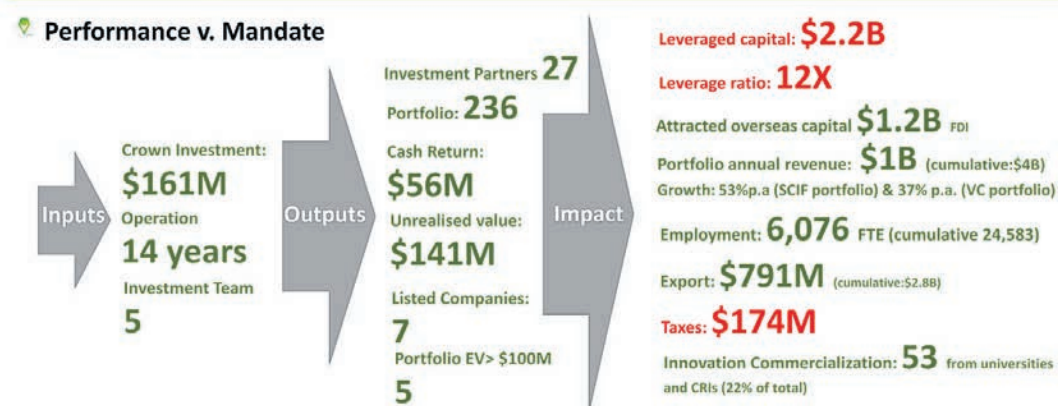 Performance v. Mandate
Inputs
Crown Investment:
$161M
Operation
14 years
Investment Team
5
Outputs
Investment Partners 27
Portfolio: 236
Cash Return:
$56M
Unrealised value:
$141M
Listed Companies:
7
Portfolio EV> $100M
5
Impact
Leveraged capital: $2.2B
Leverage ratio: 12X
Attracted overseas capital $1.2B FDI
Portfolio annual revenue: $1B (cumulative:$4B)
Growth: 53%p.a (SCIF portfolio) & 37% p.a. (VC portfolio)
Employment: 6,076 FTE (cumulative 24,583)
Export: $791M (cumulative:$2.8B)
Taxes: $174M
Innovation Commercialization: 53 from universities
and CRIs (22% of total)